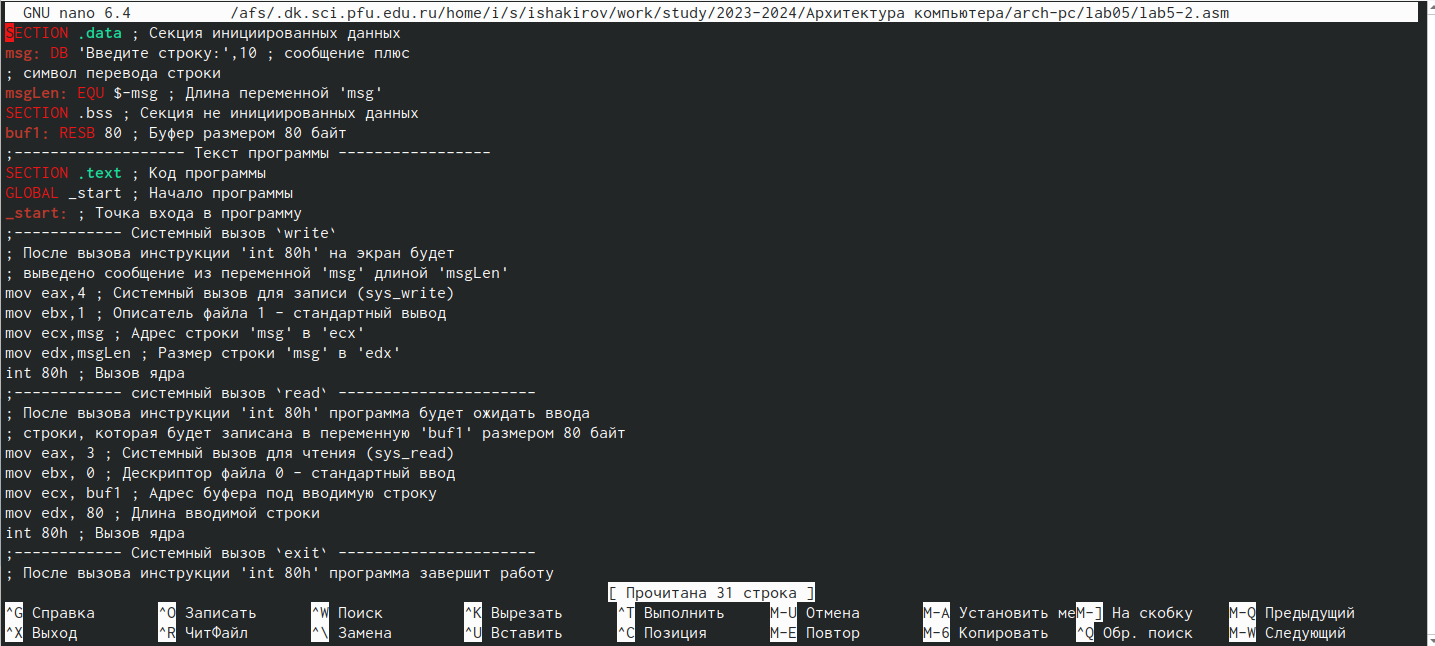 GNU nano 6.4 /afs/.dk.sci.pfu.edu.ru/home/i/s/ishakirov/work/study/2023-2024/Архитектура компьютера/arch-pc/lab05/lab5-2.asm
SECTION .data ; Секция инициированных данных
msg: DB 'Введите строку:',10 ; сообщение плюс
; символ перевода строки
msgLen: EQU $-msg ; Длина переменной 'msg'
SECTION .bss ; Секция не инициированных данных
buf1: RESB 80 ; Буфер размером 80 байт
;------------------- Текст программы -----------------
SECTION .text ; Код программы
GLOBAL _start ; Начало программы
_start: ; Точка входа в программу
;------------ Системный вызов `write`
; После вызова инструкции 'int 80h' на экран будет
; выведено сообщение из переменной 'msg' длиной 'msgLen'
mov eax,4 ; Системный вызов для записи (sys_write)
mov ebx,1 ; Описатель файла 1 - стандартный вывод
mov ecx,msg ; Адрес строки 'msg' в 'ecx'
mov edx,msgLen ; Размер строки 'msg' в 'edx'
int 80h ; Вызов ядра
;------------ системный вызов `read` ----------------------
; После вызова инструкции 'int 80h' программа будет ожидать ввода
; строки, которая будет записана в переменную 'buf1' размером 80 байт
mov eax, 3 ; Системный вызов для чтения (sys_read)
mov ebx, 0 ; Дескриптор файла 0 - стандартный ввод
mov ecx, buf1 ; Адрес буфера под вводимую строку
mov edx, 80 ; Длина вводимой строки
int 80h ; Вызов ядра
;------------ Системный вызов `exit` ----------------------
; После вызова инструкции 'int 80h' программа завершит работу
[ Прочитана 31 строка ]
^G Справка ^O Записать ^W Поиск ^K Вырезать ^T Выполнить M-U Отмена M-A Установить ме M-] На скобку M-Q Предыдущий
^X Выход ^R ЧитФайл ^\ Замена ^U Вставить ^C Позиция M-E Повтор M-6 Копировать ^Q Обр. поиск M-W Следующий